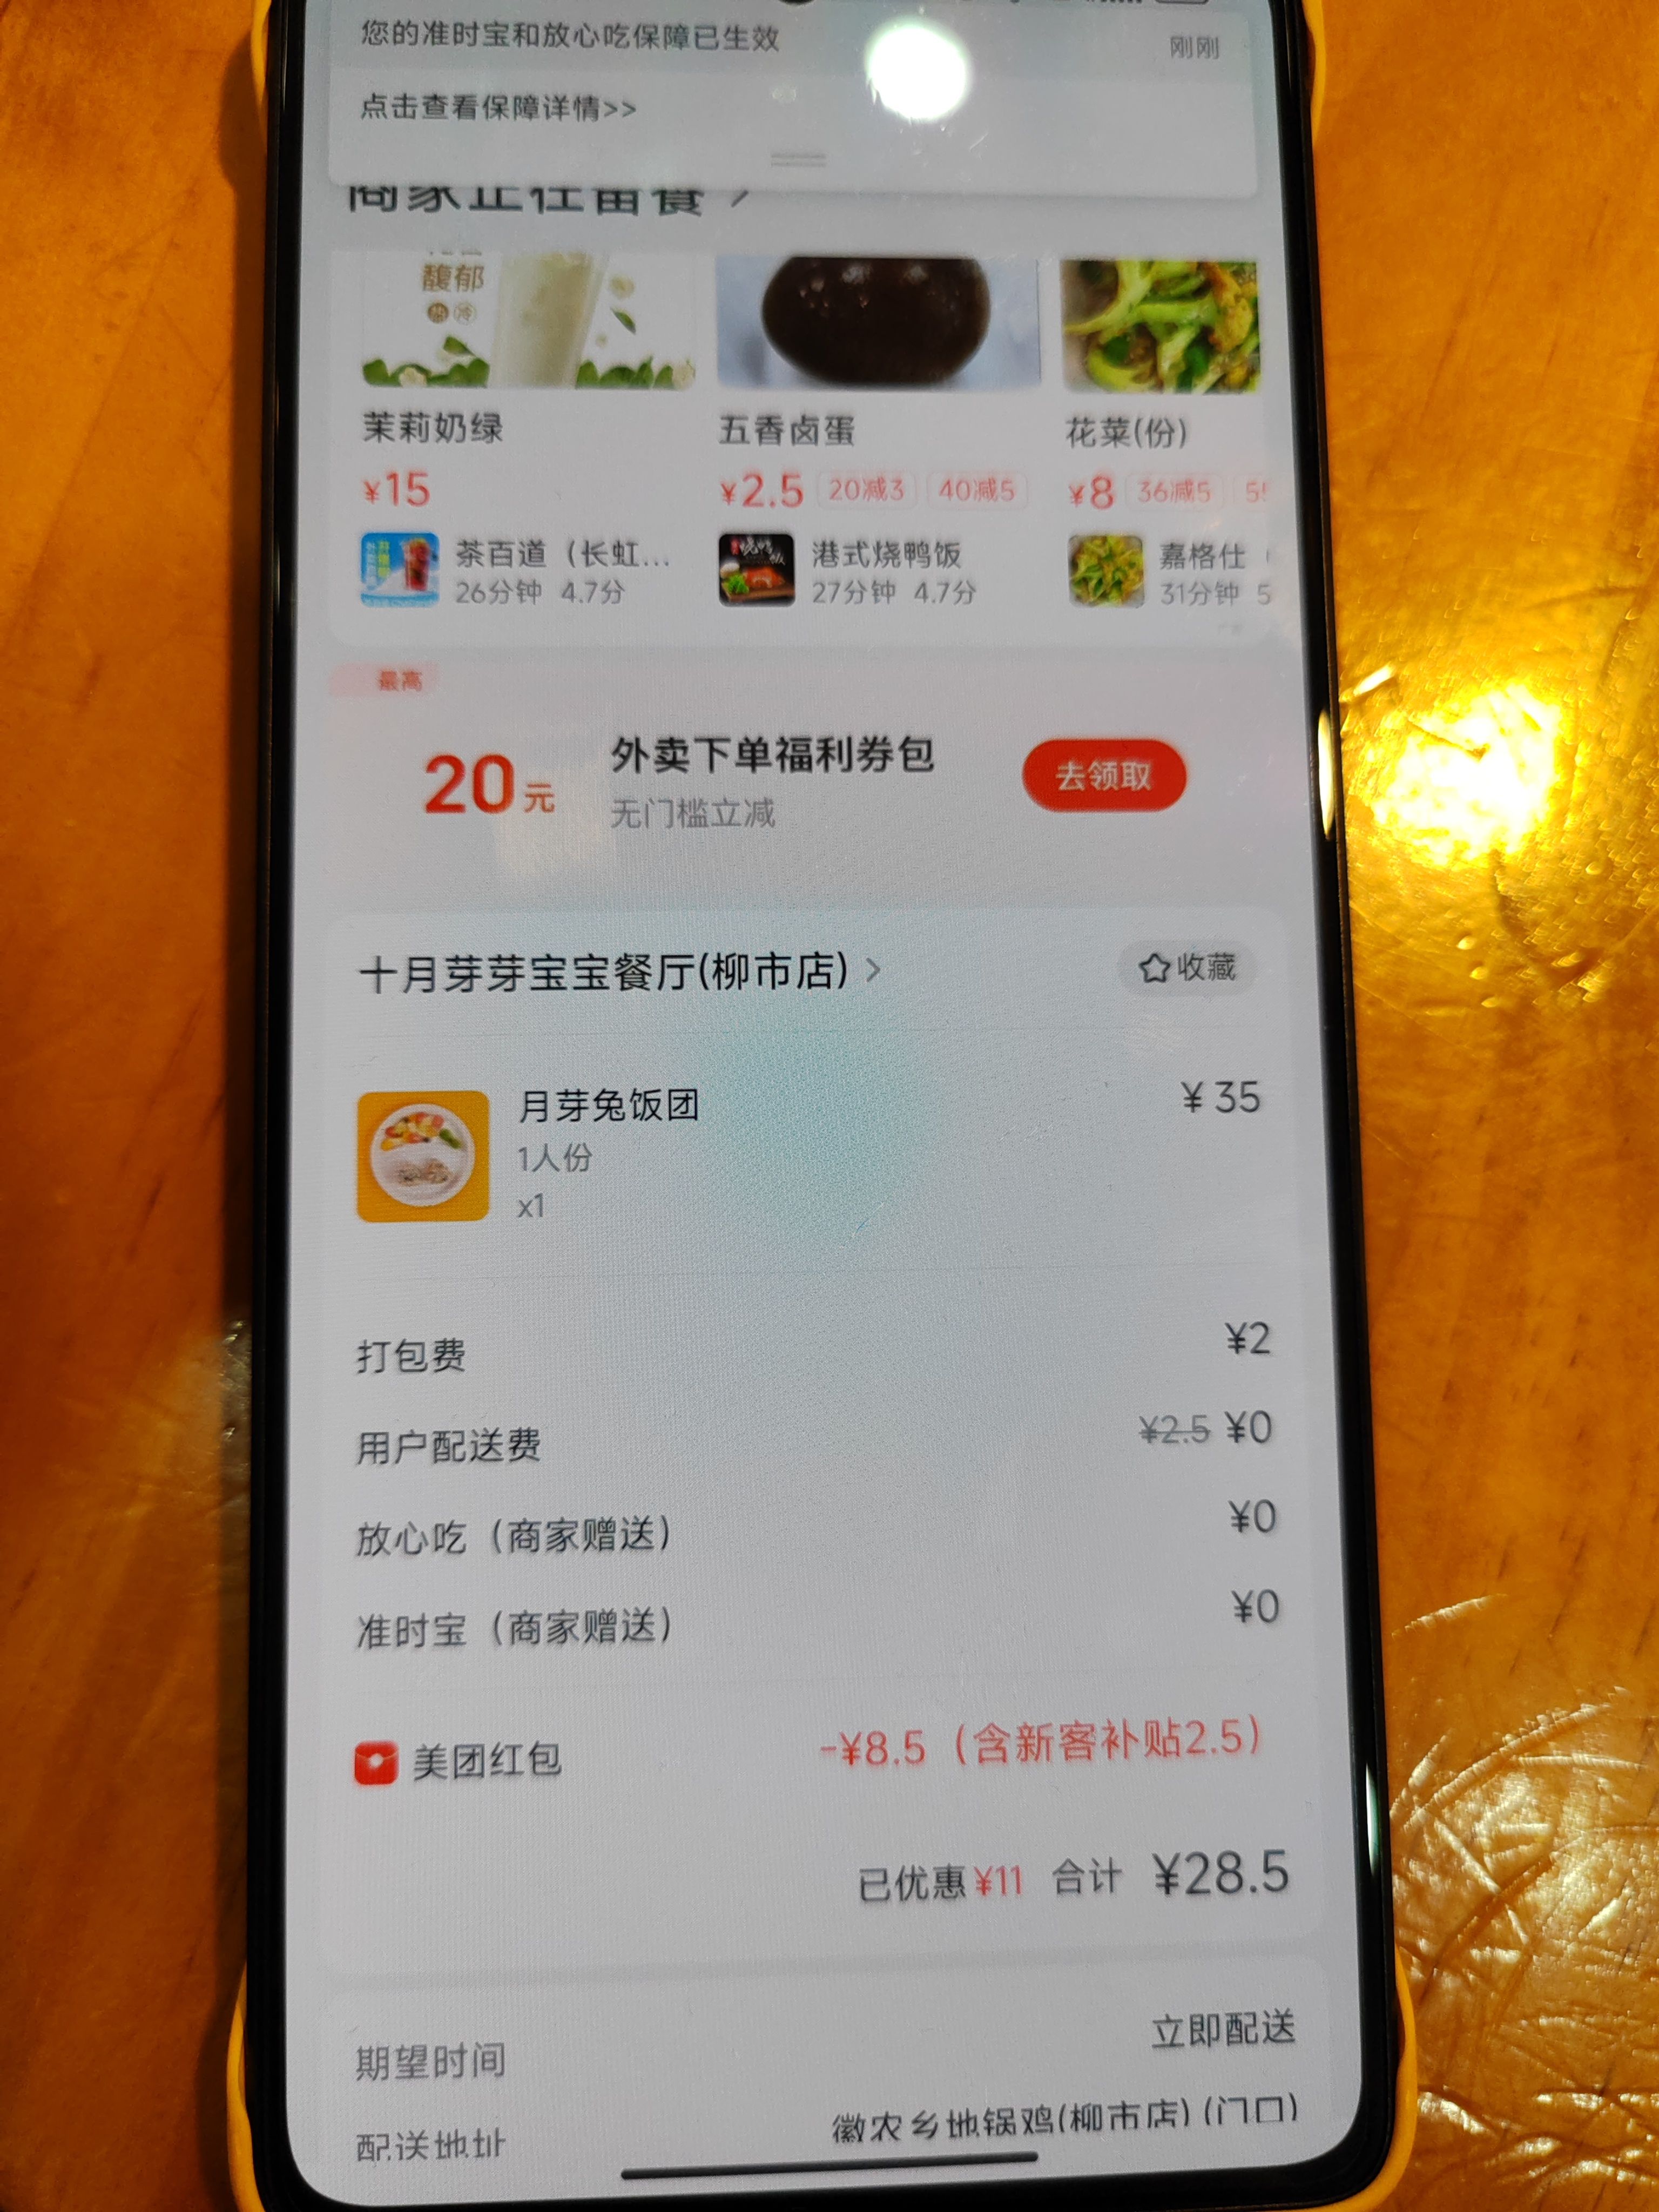 您的准时宝和放心吃保障已生效 刚刚
点击查看保障详情>>
商家正在备餐 >
馥郁
热 冷
茉莉奶绿 五香卤蛋 花菜(份)
¥15 ¥2.5 20减3 40减5 ¥8 36减5
茶百道（长虹... 港式烧鸭饭 嘉格仕
26分钟 4.7分 27分钟 4.7分 31分钟 5
最高
20元 外卖下单福利券包 去领取
无门槛立减
十月芽芽宝宝餐厅(柳市店) > 收藏
月芽兔饭团 ¥35
1人份
x1
打包费 ¥2
用户配送费 ¥2.5 ¥0
放心吃（商家赠送） ¥0
准时宝（商家赠送） ¥0
美团红包 -¥8.5（含新客补贴2.5）
已优惠¥11 合计 ¥28.5
期望时间 立即配送
配送地址 徽农乡地锅鸡(柳市店) (门口)